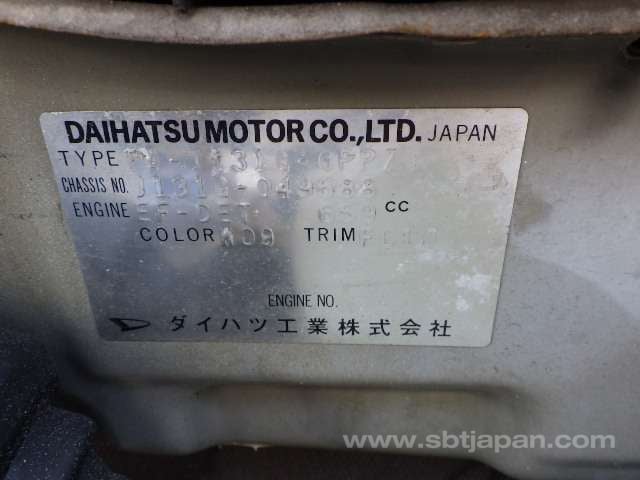 DAIHATSU MOTOR CO.,LTD. JAPAN
TYPE
CHASSIS NO.
ENGINE EF-DET 659 CC
COLOR TRIM
ENGINE NO.
ダイハツ工業株式会社
www.sbtjapan.com